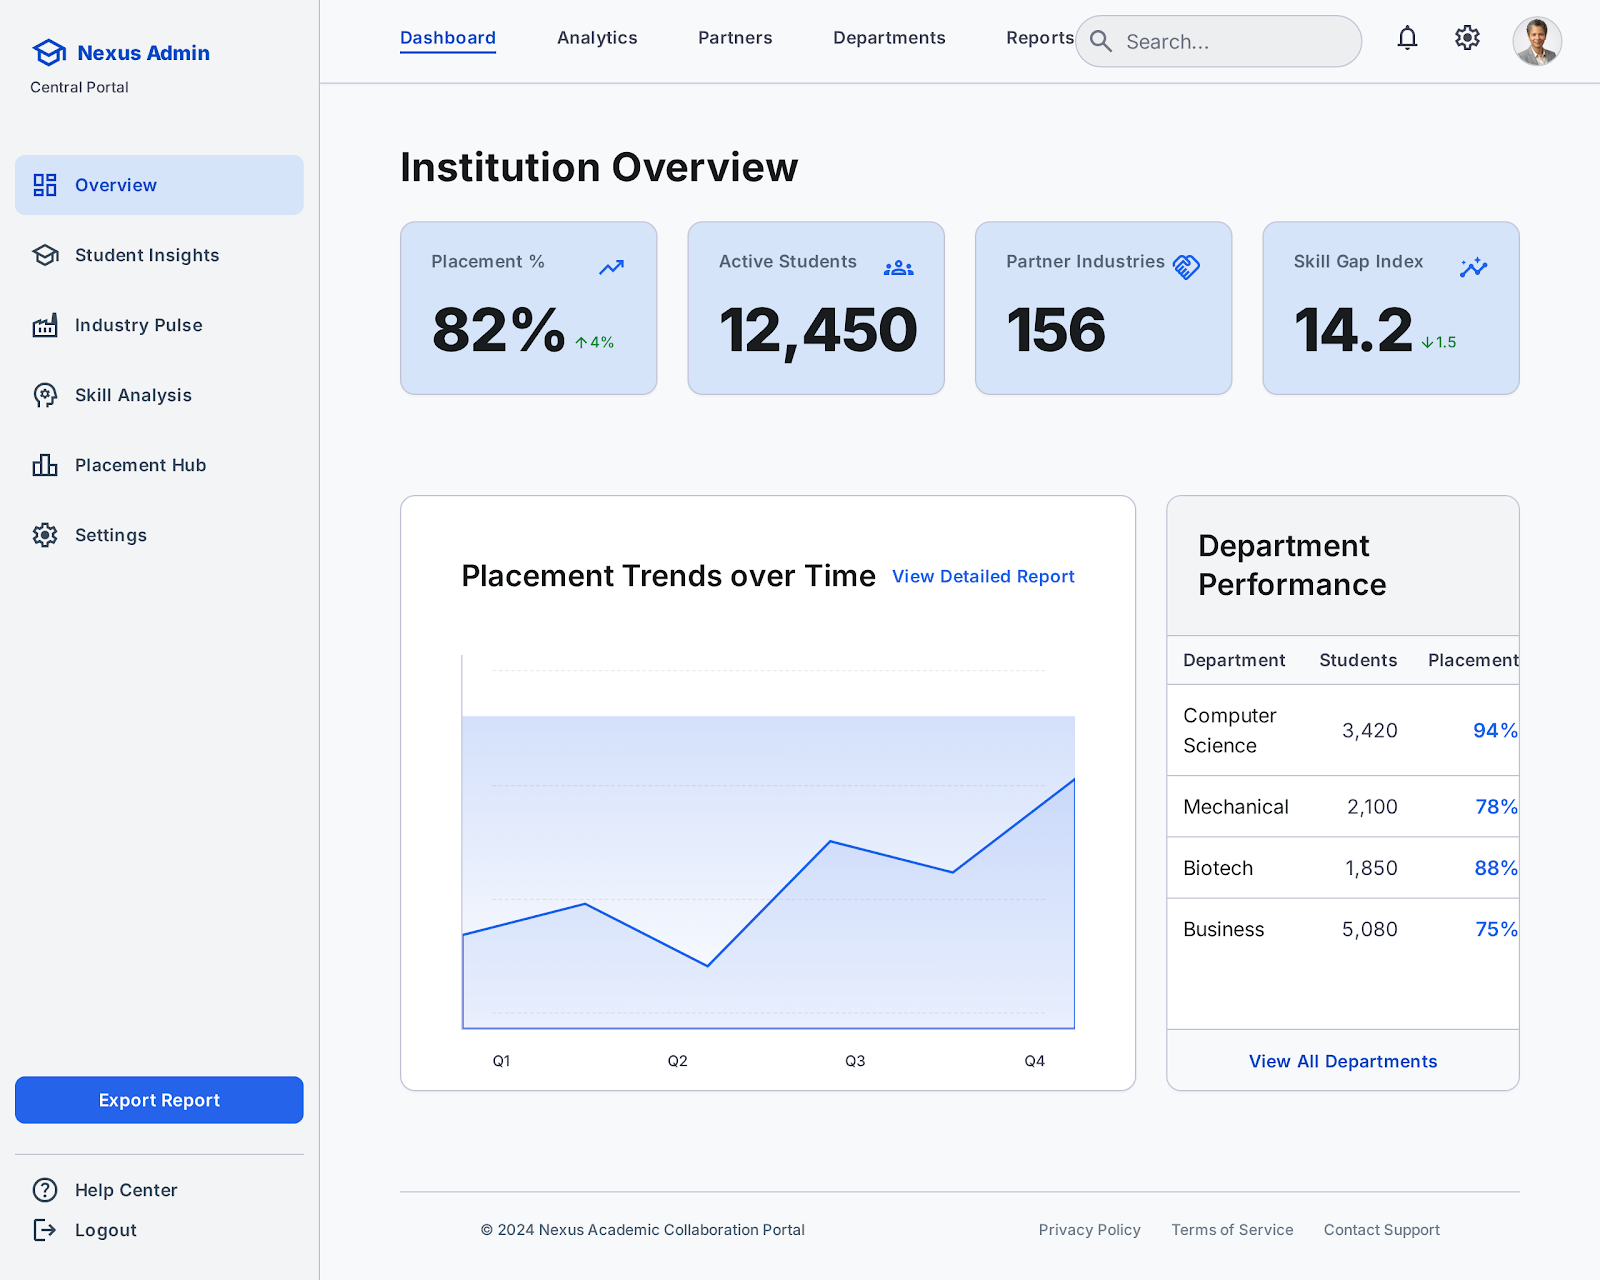 Nexus Admin
Central Portal
Overview
Student Insights
Industry Pulse
Skill Analysis
Placement Hub
Settings
Export Report
Help Center
Logout
Dashboard Analytics Partners Departments Reports Search...
Institution Overview
Placement %
82% ↑4%
Active Students
12,450
Partner Industries
156
Skill Gap Index
14.2 ↓1.5
Placement Trends over Time View Detailed Report
Q1 Q2 Q3 Q4
Department
Performance
Department Students Placement
Computer
Science 3,420 94%
Mechanical 2,100 78%
Biotech 1,850 88%
Business 5,080 75%
View All Departments
© 2024 Nexus Academic Collaboration Portal Privacy Policy Terms of Service Contact Support